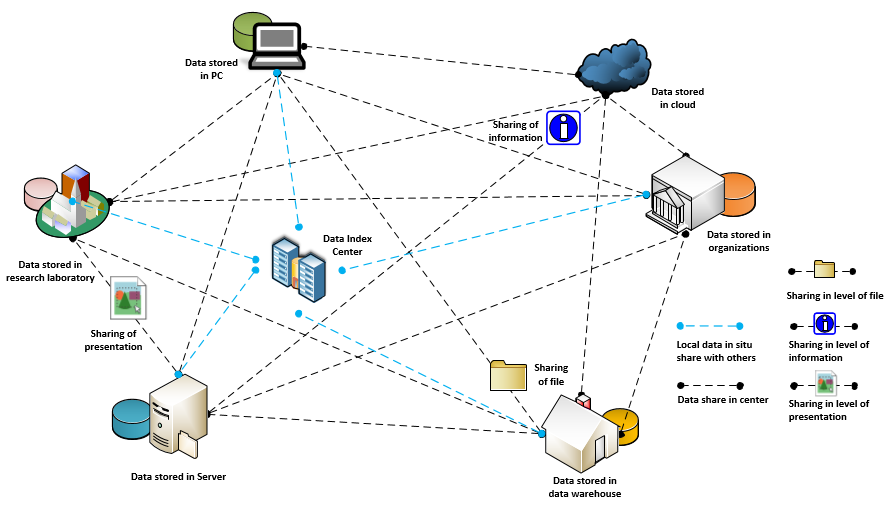 Data stored
in PC
Data stored
in cloud
Sharing of
information
Data stored in
organizations
Data Index
Center
Data stored in
research laboratory
Sharing of
presentation
Sharing
of file
Data stored in Server
Data stored in
data warehouse
Sharing in level of file
Local data in situ
share with others
Sharing in level of
information
Data share in center
Sharing in level of
presentation